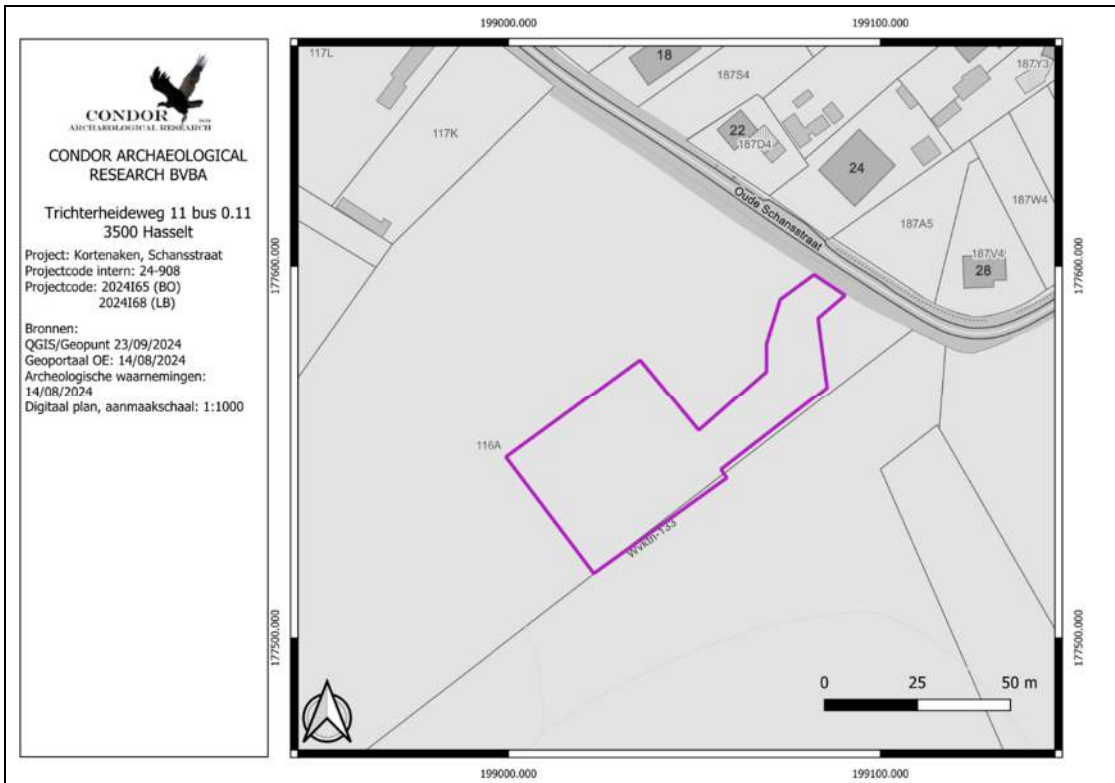 CONDOR
ARCHAEOLOGICAL RESEARCH
CONDOR ARCHAEOLOGICAL
RESEARCH BVBA
Trichterheideweg 11 bus 0.11
3500 Hasselt
Project: Kortenaken, Schansstraat
Projectcode intern: 24-908
Projectcode: 2024I65 (BO)
2024I68 (LB)
Bronnen:
QGIS/Geopunt 23/09/2024
Geoportaal OE: 14/08/2024
Archeologische waarnemingen:
14/08/2024
Digitaal plan, aanmaakschaal: 1:1000
199000.000
199100.000
117L
18
187S4
187Y3
117K
22
187D4
24
Oude Schansstraat
187A5
187W4
187V4
28
177600.000
177600.000
116A
Wvktn-133
177500.000
177500.000
0
25
50 m
199000.000
199100.000